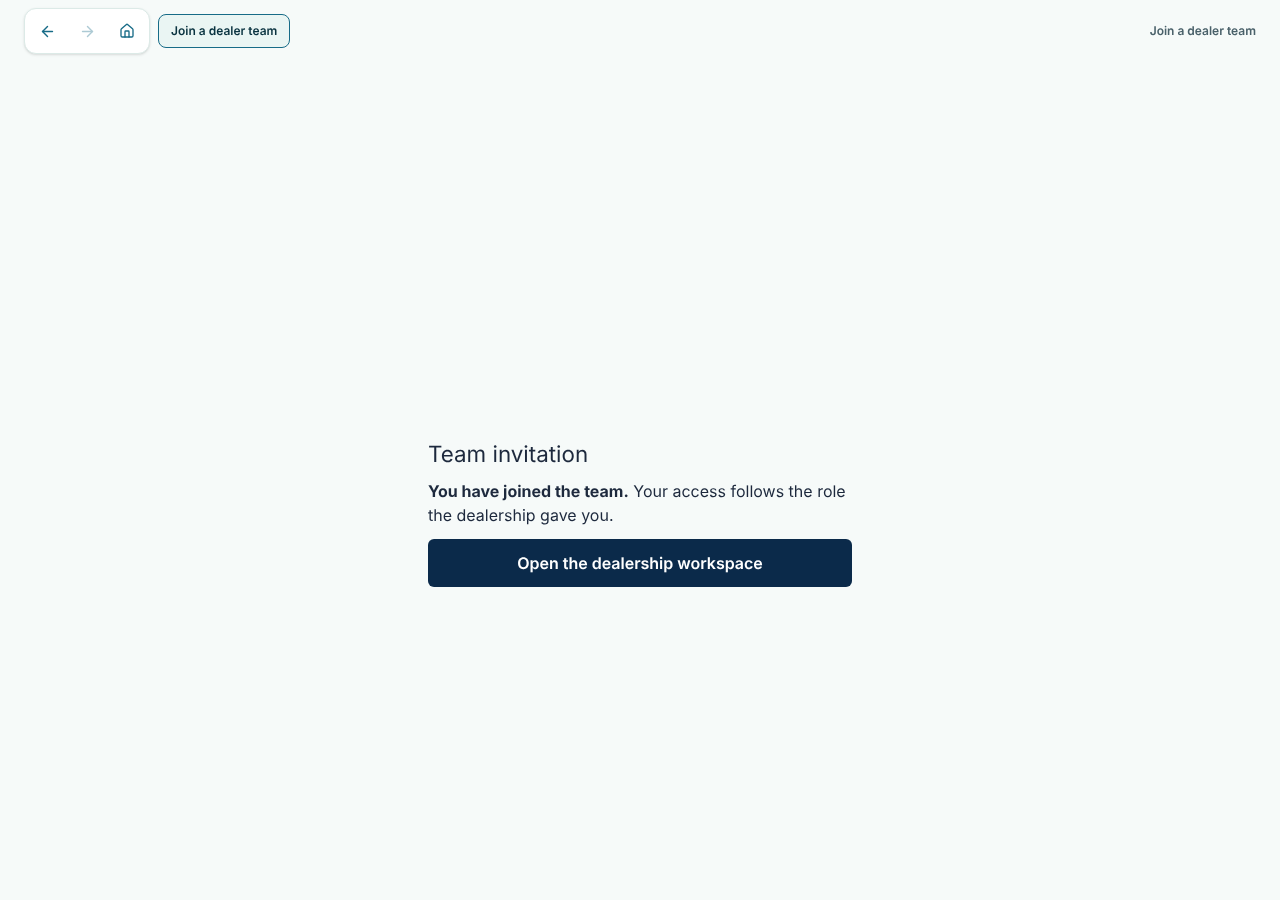 Join a dealer team
Join a dealer team
Team invitation
You have joined the team. Your access follows the role
the dealership gave you.
Open the dealership workspace